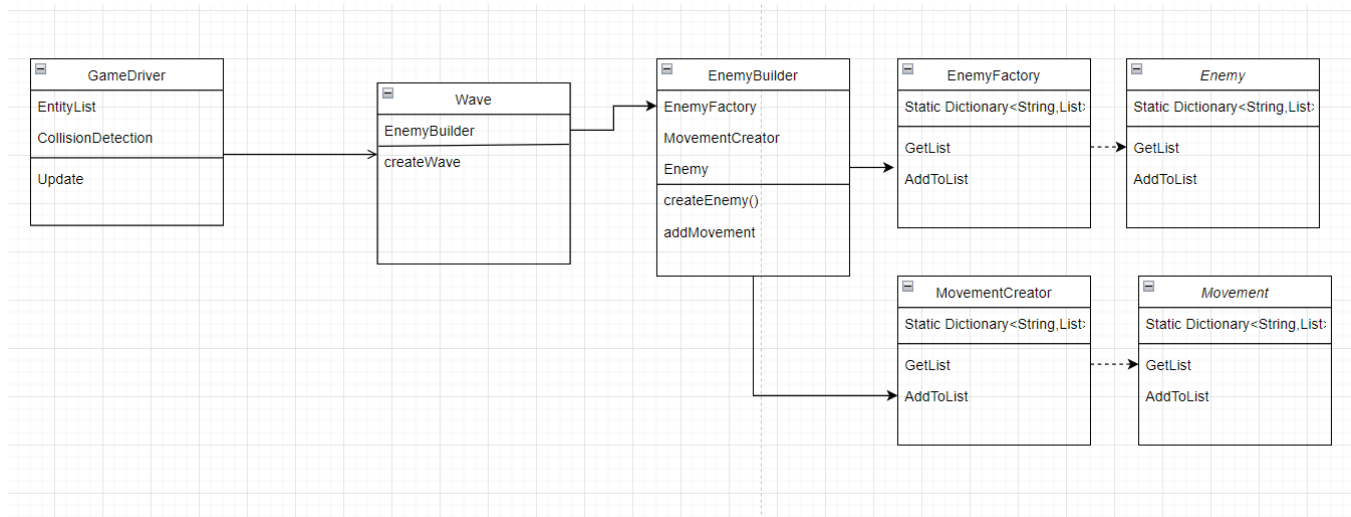 GameDriver
EntityList
CollisionDetection
Update
Wave
EnemyBuilder
createWave
EnemyBuilder
EnemyFactory
MovementCreator
Enemy
createEnemy()
addMovement
EnemyFactory
Static Dictionary<String,List>
GetList
AddToList
Enemy
Static Dictionary<String,List>
GetList
AddToList
MovementCreator
Static Dictionary<String,List>
GetList
AddToList
Movement
Static Dictionary<String,List>
GetList
AddToList